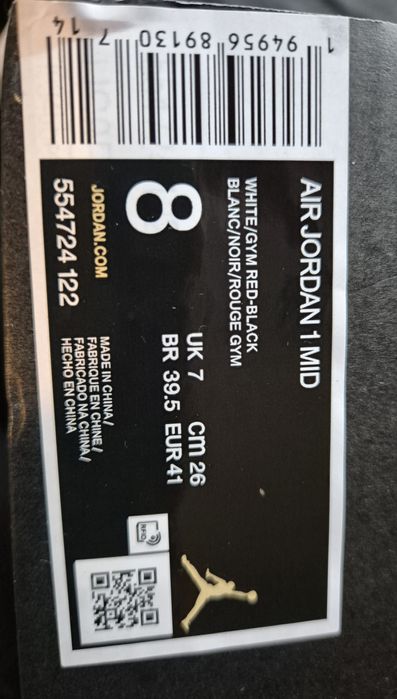 1 94956 89130 7 14
AIR JORDAN 1 MID
WHITE/GYM RED-BLACK
BLANC/NOIR/ROUGE GYM
8
UK 7 cm 26
BR 39.5 EUR 41
JORDAN.COM
554724 122
MADE IN CHINA/
FABRIQUE EN CHINE/
FABRICADO NA CHINA/
HECHO EN CHINA
RFID